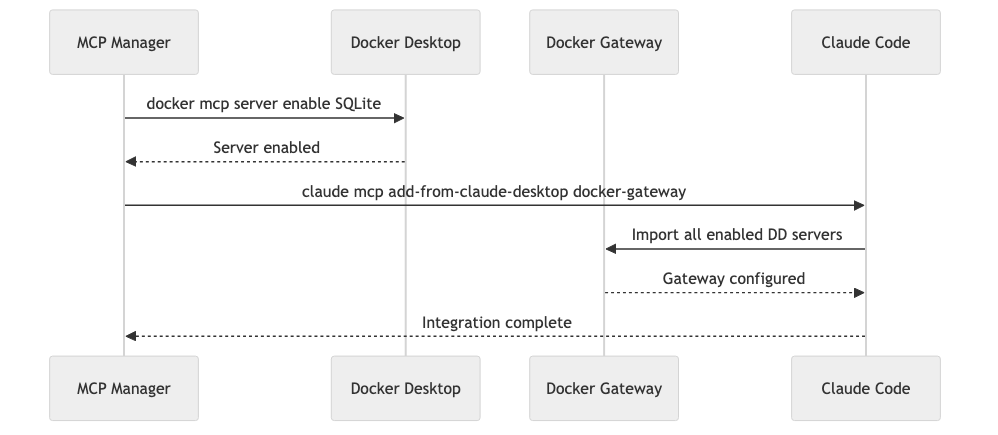 MCP Manager
Docker Desktop
Docker Gateway
Claude Code
docker mcp server enable SQLite
Server enabled
claude mcp add-from-claude-desktop docker-gateway
Import all enabled DD servers
Gateway configured
Integration complete
MCP Manager
Docker Desktop
Docker Gateway
Claude Code